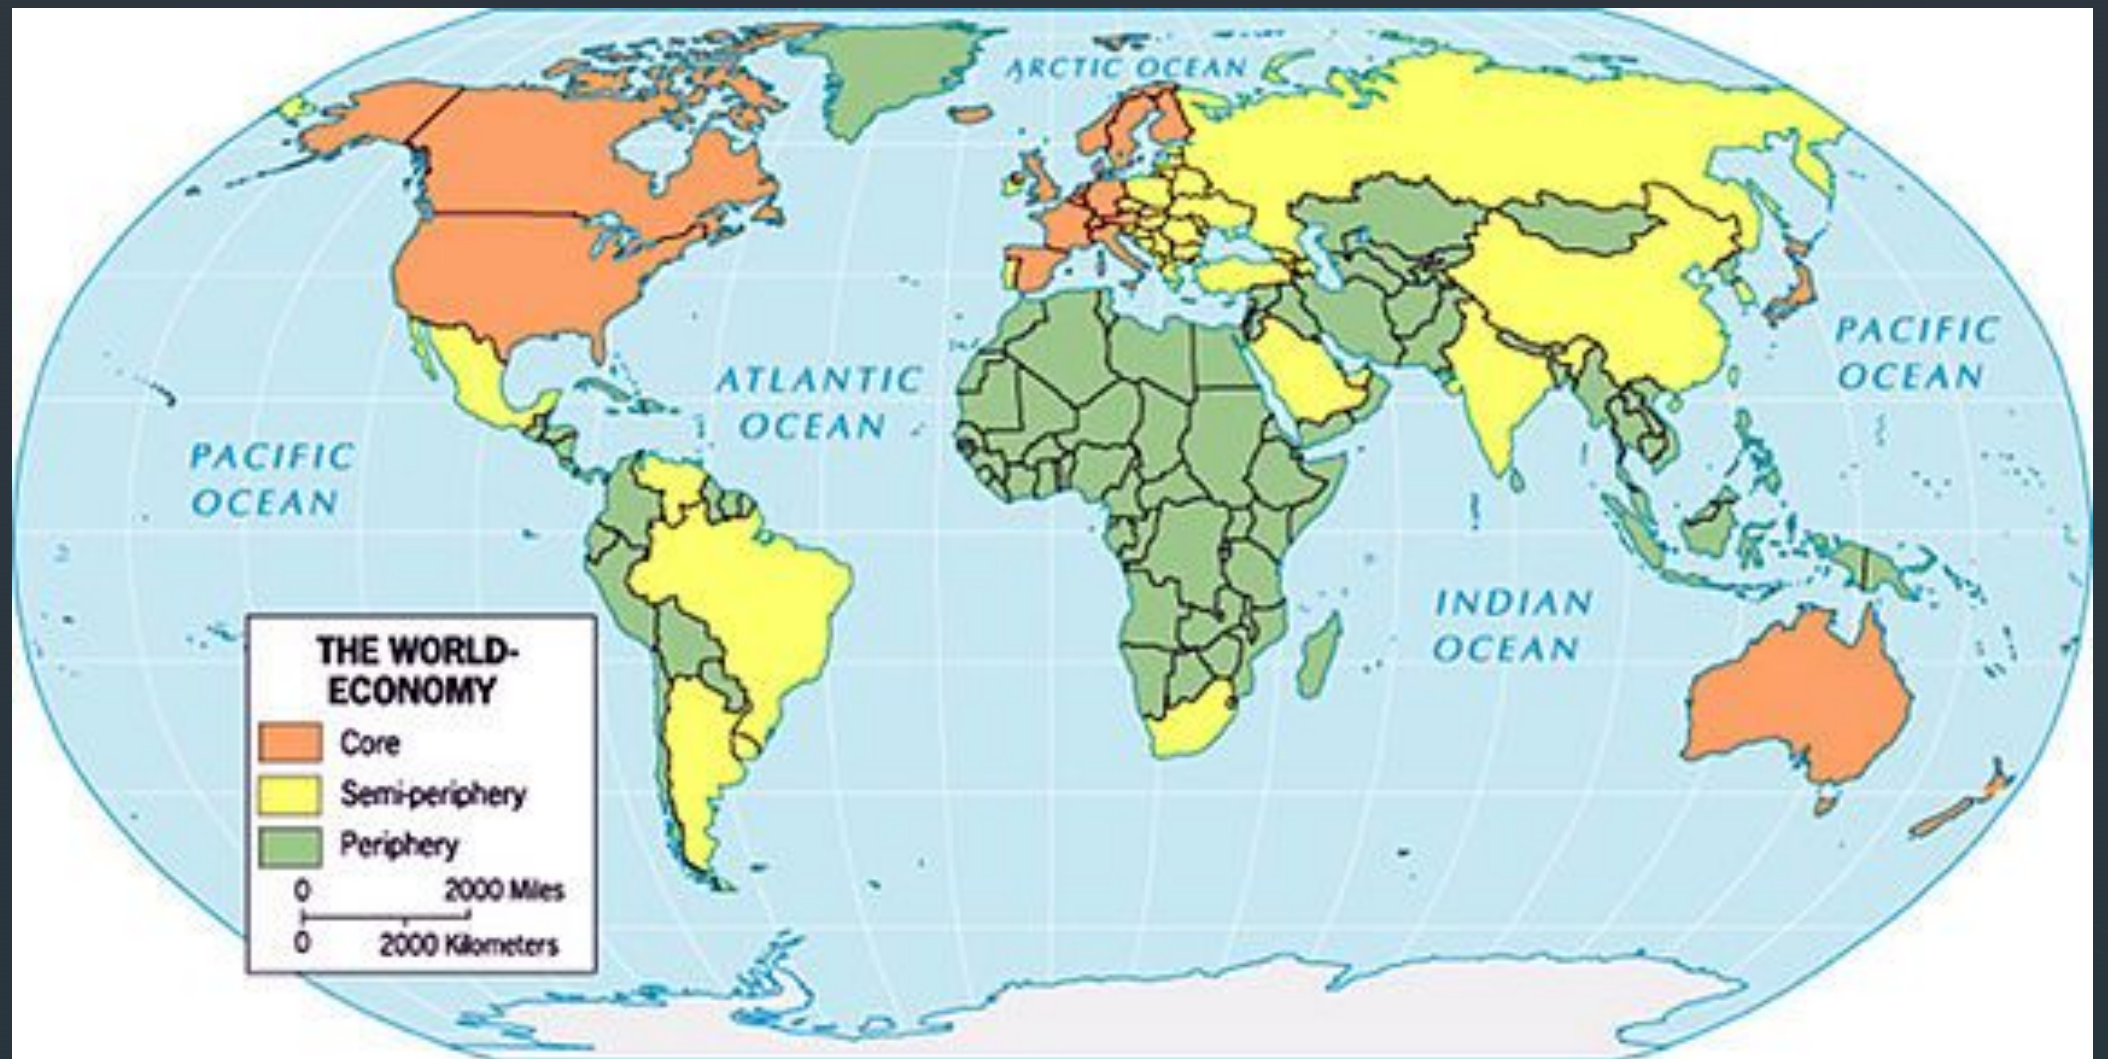 ARCTIC OCEAN
ATLANTIC
OCEAN
PACIFIC
OCEAN
PACIFIC
OCEAN
INDIAN
OCEAN
THE WORLD-
ECONOMY
Core
Semi-periphery
Periphery
0 2000 Miles
0 2000 Kilometers